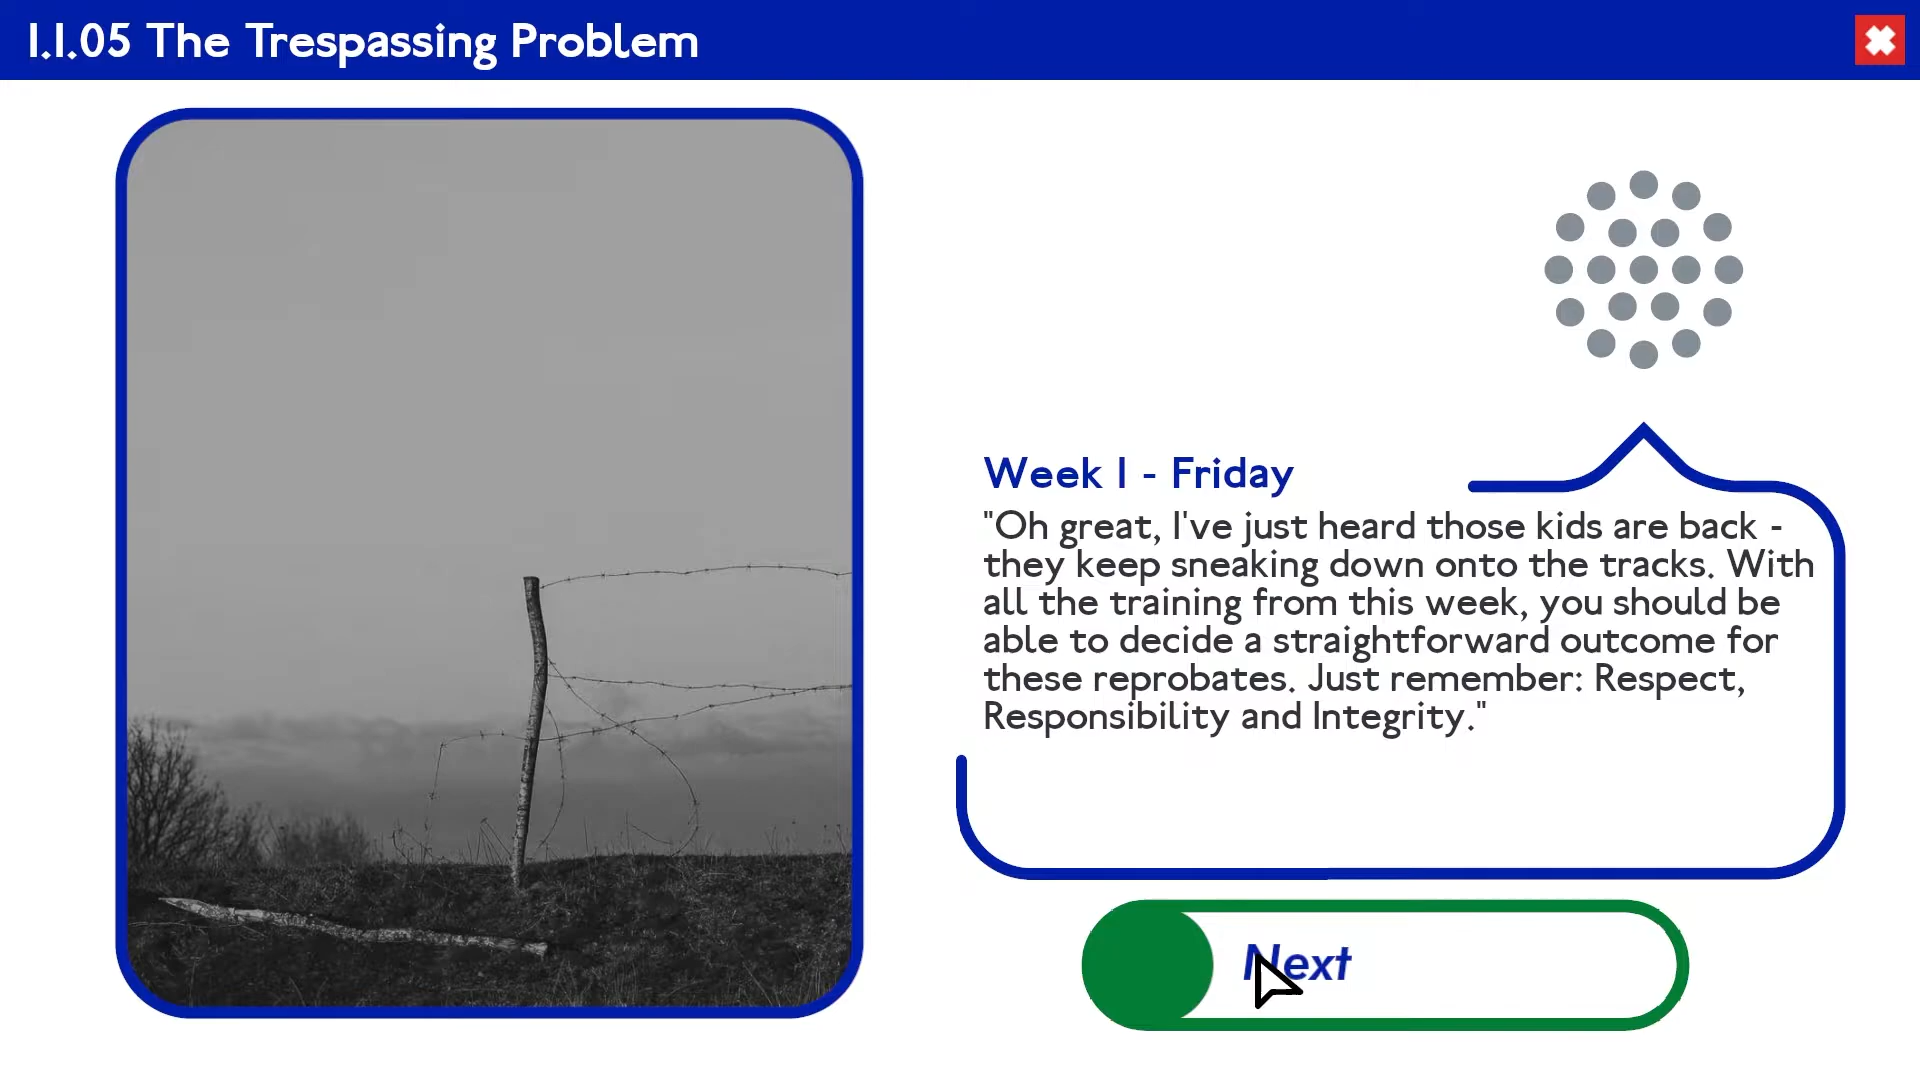 1.1.05 The Trespassing Problem
Week 1 - Friday
"Oh great, I've just heard those kids are back -
they keep sneaking down onto the tracks. With
all the training from this week, you should be
able to decide a straightforward outcome for
these reprobates. Just remember: Respect,
Responsibility and Integrity."
Next